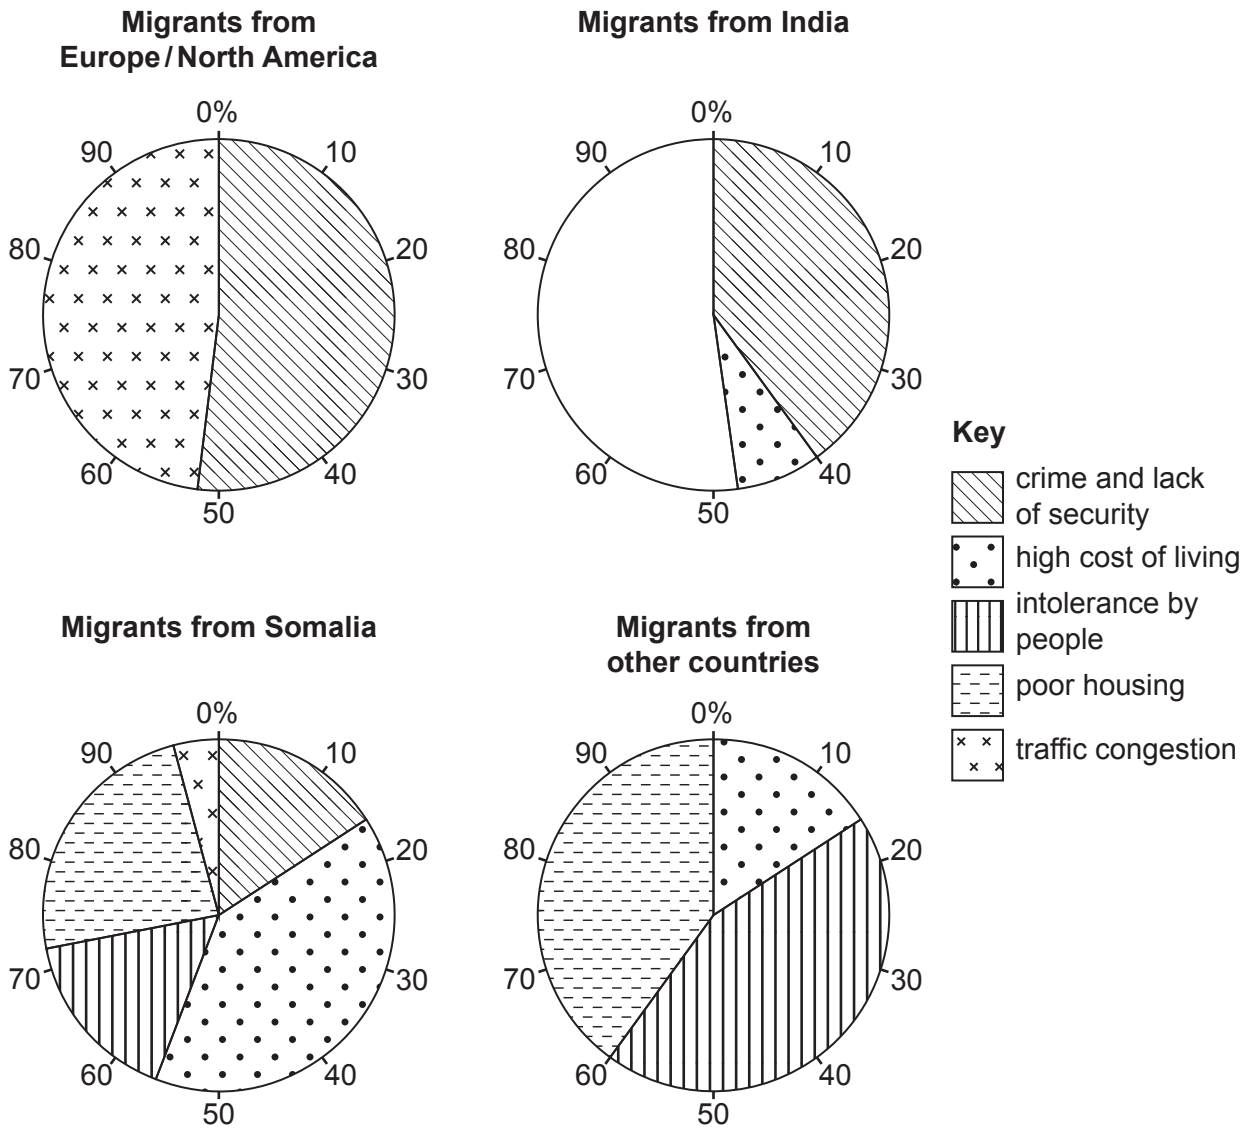 Migrants from
Europe / North America
0%
10
20
30
40
50
60
70
80
90
Migrants from India
0%
10
20
30
40
50
60
70
80
90
Key
crime and lack
of security
high cost of living
intolerance by
people
poor housing
traffic congestion
Migrants from Somalia
0%
10
20
30
40
50
60
70
80
90
Migrants from
other countries
0%
10
20
30
40
50
60
70
80
90